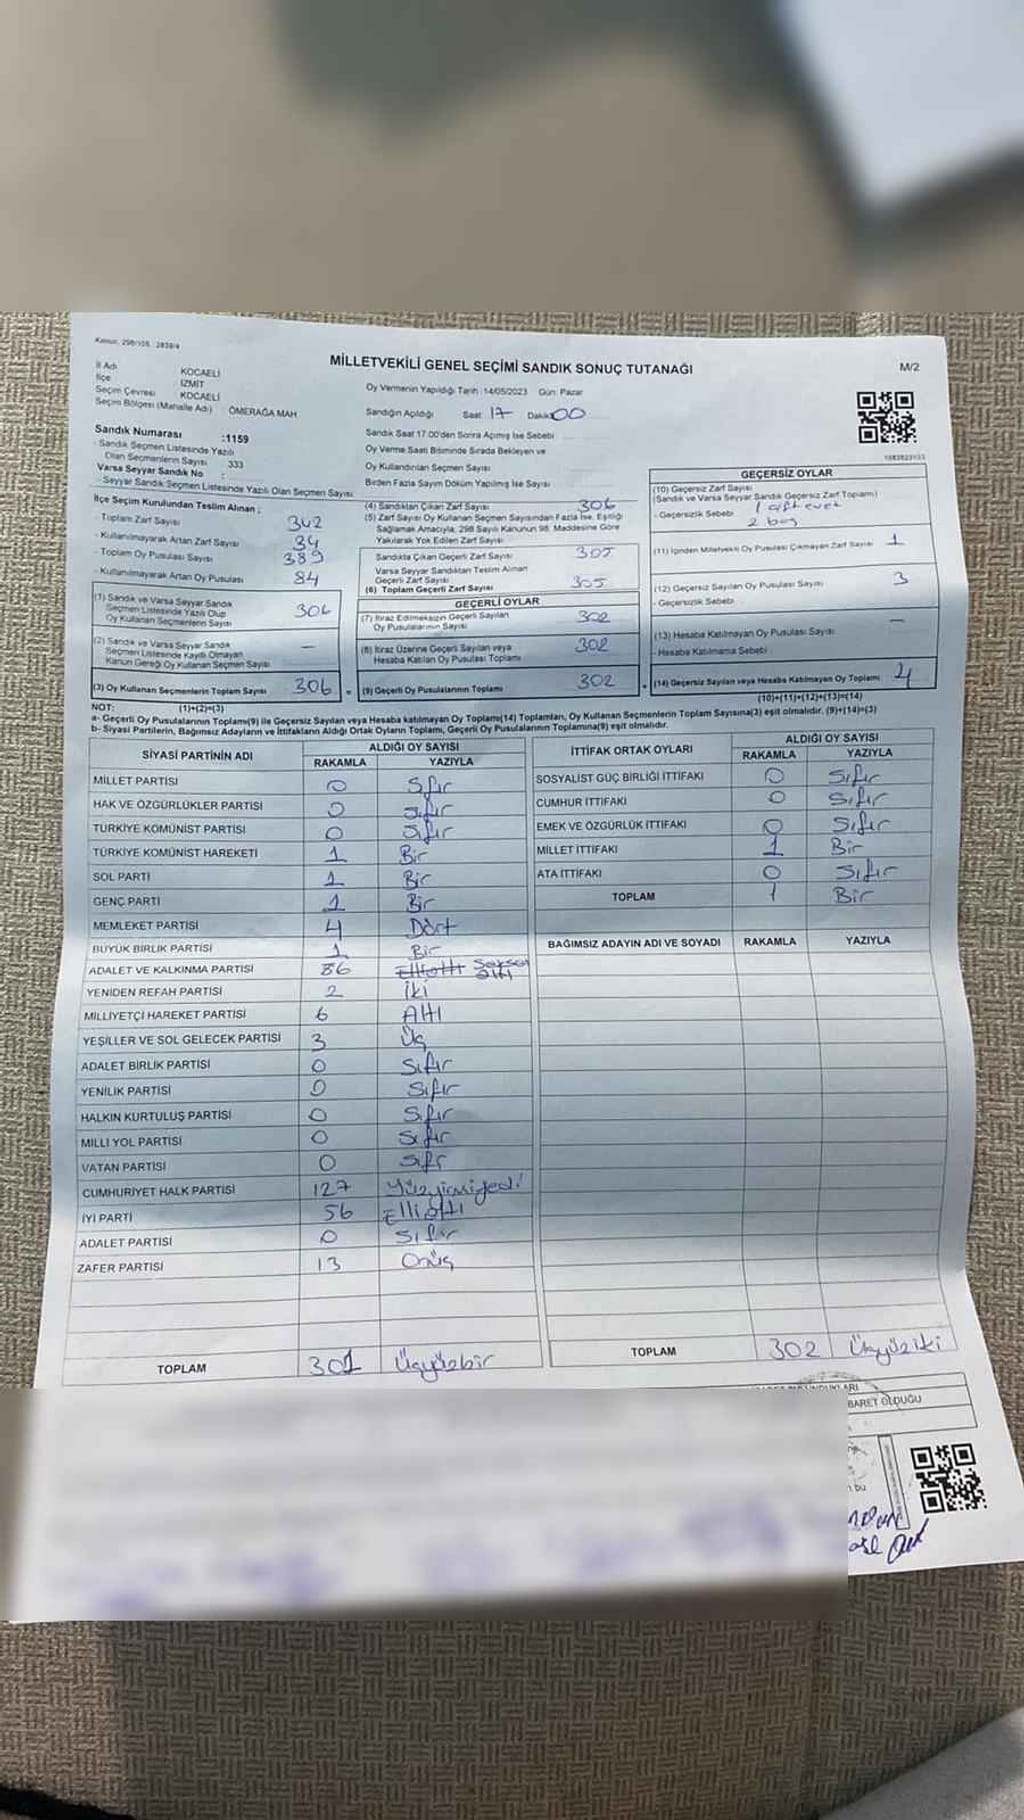 Kanun: 298/105, 2839/4
MİLLETVEKİLİ GENEL SEÇİMİ SANDIK SONUÇ TUTANAĞI
M/2
İl Adı KOCAELİ
İlçe İZMİT
Seçim Çevresi KOCAELİ
Seçim Bölgesi (Mahalle Adı) ÖMERAĞA MAH
Oy Vermenin Yapıldığı Tarih :14/05/2023 Gün: Pazar
Sandığın Açıldığı Saat 17 Dakika 00
Sandık Saat 17.00'den Sonra Açılmış İse Sebebi
Oy Verme Saati Bitiminde Sırada Bekleyen ve
Oy Kullandırılan Seçmen Sayısı
Birden Fazla Sayım Döküm Yapılmış İse Sayısı
Sandık Numarası :1159
- Sandık Seçmen Listesinde Yazılı
Olan Seçmenlerin Sayısı : 333
Varsa Seyyar Sandık No :
- Seyyar Sandık Seçmen Listesinde Yazılı Olan Seçmen Sayısı
İlçe Seçim Kurulundan Teslim Alınan ;
Toplam Zarf Sayısı 342
- Kullanılmayarak Artan Zarf Sayısı 34
- Toplam Oy Pusulası Sayısı 389
- Kullanılmayarak Artan Oy Pusulası 84
(1) Sandık ve Varsa Seyyar Sandık
Seçmen Listesinde Yazılı Olup
Oy Kullanan Seçmenlerin Sayısı 306
(2) Sandık ve Varsa Seyyar Sandık
Seçmen Listesinde Kayıtlı Olmayan
Kanun Gereği Oy Kullanan Seçmen Sayısı —
(3) Oy Kullanan Seçmenlerin Toplam Sayısı 306
(1)+(2)=(3)
(4) Sandıktan Çıkan Zarf Sayısı 306
(5) Zarf Sayısı Oy Kullanan Seçmen Sayısından Fazla İse, Eşitliği
Sağlamak Amacıyla, 298 Sayılı Kanunun 98. Maddesine Göre
Yakılarak Yok Edilen Zarf Sayısı
Sandıkta Çıkan Geçerli Zarf Sayısı 305
Varsa Seyyar Sandıktan Teslim Alınan
Geçerli Zarf Sayısı
(6) Toplam Geçerli Zarf Sayısı 305
GEÇERLİ OYLAR
(7) İtiraz Edilmeksizin Geçerli Sayılan
Oy Pusulalarının Sayısı 302
(8) İtiraz Üzerine Geçerli Sayılan veya
Hesaba Katılan Oy Pusulası Toplamı 302
(9) Geçerli Oy Pusulalarının Toplamı 302
GEÇERSİZ OYLAR
(10) Geçersiz Zarf Sayısı
(Sandık ve Varsa Seyyar Sandık Geçersiz Zarf Toplamı)
- Geçersizlik Sebebi 1 çift evet
2 boş
(11) İçinden Milletvekili Oy Pusulası Çıkmayan Zarf Sayısı 1
(12) Geçersiz Sayılan Oy Pusulası Sayısı 3
- Geçersizlik Sebebi
(13) Hesaba Katılmayan Oy Pusulası Sayısı —
- Hesaba Katılmama Sebebi
(14) Geçersiz Sayılan veya Hesaba Katılmayan Oy Toplamı 4
(10)+(11)+(12)+(13)=(14)
NOT:
a- Geçerli Oy Pusulalarının Toplamı(9) ile Geçersiz Sayılan veya Hesaba katılmayan Oy Toplamı(14) Toplamları, Oy Kullanan Seçmenlerin Toplam Sayısına(3) eşit olmalıdır. (9)+(14)=(3)
b- Siyasi Partilerin, Bağımsız Adayların ve İttifakların Aldığı Ortak Oyların Toplamı, Geçerli Oy Pusulalarının Toplamına(9) eşit olmalıdır.
SİYASİ PARTİNİN ADI ALDIĞI OY SAYISI
RAKAMLA YAZIYLA
MİLLET PARTİSİ 0 Sıfır
HAK VE ÖZGÜRLÜKLER PARTİSİ 0 sıfır
TÜRKİYE KOMÜNİST PARTİSİ 0 Sıfır
TÜRKİYE KOMÜNİST HAREKETİ 1 Bir
SOL PARTİ 1 Bir
GENÇ PARTİ 1 Bir
MEMLEKET PARTİSİ 4 Dört
BÜYÜK BİRLİK PARTİSİ 1 Bir
ADALET VE KALKINMA PARTİSİ 86 Elli altı Seksen altı
YENİDEN REFAH PARTİSİ 2 İki
MİLLİYETÇİ HAREKET PARTİSİ 6 Altı
YEŞİLLER VE SOL GELECEK PARTİSİ 3 Üç
ADALET BİRLİK PARTİSİ 0 Sıfır
YENİLİK PARTİSİ 0 Sıfır
HALKIN KURTULUŞ PARTİSİ 0 Sıfır
MİLLİ YOL PARTİSİ 0 Sıfır
VATAN PARTİSİ 0 Sıfır
CUMHURİYET HALK PARTİSİ 127 Yüzyirmiyedi
İYİ PARTİ 56 Elli altı
ADALET PARTİSİ 0 Sıfır
ZAFER PARTİSİ 13 Onüç
TOPLAM 301 Üçyüzbir
İTTİFAK ORTAK OYLARI ALDIĞI OY SAYISI
RAKAMLA YAZIYLA
SOSYALİST GÜÇ BİRLİĞİ İTTİFAKI 0 Sıfır
CUMHUR İTTİFAKI 0 Sıfır
EMEK VE ÖZGÜRLÜK İTTİFAKI 0 Sıfır
MİLLET İTTİFAKI 1 Bir
ATA İTTİFAKI 0 Sıfır
TOPLAM 1 Bir
BAĞIMSIZ ADAYIN ADI VE SOYADI RAKAMLA YAZIYLA
TOPLAM 302 Üçyüziki
BARET OLDUĞU